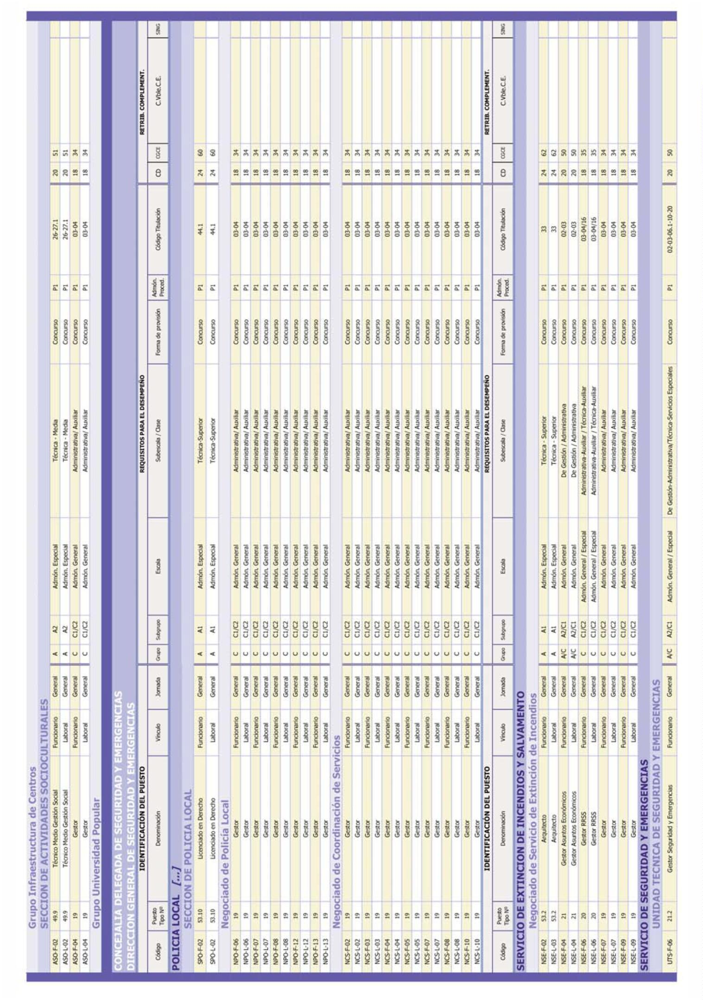 Grupo Infraestructura de Centros
SECCION DE ACTIVIDADES SOCIOCULTURALES
ASO-F-02 49.9 Técnico Medio Gestión Social Funcionario General A A2 Admón. Especial Técnica - Media Concurso P1 26-27.1 20 51
ASO-L-02 49.9 Técnico Medio Gestión Social Laboral General A A2 Admón. Especial Técnica - Media Concurso P1 26-27.1 20 51
ASO-F-04 19 Gestor Funcionario General C C1/C2 Admón. General Administrativa/ Auxiliar Concurso P1 03-04 18 34
ASO-L-04 19 Gestor Laboral General C C1/C2 Admón. General Administrativa/ Auxiliar Concurso P1 03-04 18 34
Grupo Universidad Popular
CONCEJALIA DELEGADA DE SEGURIDAD Y EMERGENCIAS
DIRECCION GENERAL DE SEGURIDAD Y EMERGENCIAS
IDENTIFICACIÓN DEL PUESTO REQUISITOS PARA EL DESEMPEÑO RETRIB. COMPLEMENT.
Código Puesto Tipo Nº Denominación Vínculo Jornada Grupo Subgrupo Escala Subescala / Clase Forma de provisión Admón. Proced. Código Titulación CD CGCE C.Vble.C.E. SING
POLICIA LOCAL [...]
SECCION DE POLICIA LOCAL
SPO-F-02 53.10 Licenciado en Derecho Funcionario General A A1 Admón. Especial Técnica-Superior Concurso P1 44.1 24 60
SPO-L-02 53.10 Licenciado en Derecho Laboral General A A1 Admón. Especial Técnica-Superior Concurso P1 44.1 24 60
Negociado de Policía Local
NPO-F-06 19 Gestor Funcionario General C C1/C2 Admón. General Administrativa/ Auxiliar Concurso P1 03-04 18 34
NPO-L-06 19 Gestor Laboral General C C1/C2 Admón. General Administrativa/ Auxiliar Concurso P1 03-04 18 34
NPO-F-07 19 Gestor Funcionario General C C1/C2 Admón. General Administrativa/ Auxiliar Concurso P1 03-04 18 34
NPO-L-07 19 Gestor Laboral General C C1/C2 Admón. General Administrativa/ Auxiliar Concurso P1 03-04 18 34
NPO-F-08 19 Gestor Funcionario General C C1/C2 Admón. General Administrativa/ Auxiliar Concurso P1 03-04 18 34
NPO-L-08 19 Gestor Laboral General C C1/C2 Admón. General Administrativa/ Auxiliar Concurso P1 03-04 18 34
NPO-F-12 19 Gestor Funcionario General C C1/C2 Admón. General Administrativa/ Auxiliar Concurso P1 03-04 18 34
NPO-L-12 19 Gestor Laboral General C C1/C2 Admón. General Administrativa/ Auxiliar Concurso P1 03-04 18 34
NPO-F-13 19 Gestor Funcionario General C C1/C2 Admón. General Administrativa/ Auxiliar Concurso P1 03-04 18 34
NPO-L-13 19 Gestor Laboral General C C1/C2 Admón. General Administrativa/ Auxiliar Concurso P1 03-04 18 34
Negociado de Coordinación de Servicios
NCS-F-02 19 Gestor Funcionario General C C1/C2 Admón. General Administrativa/ Auxiliar Concurso P1 03-04 18 34
NCS-L-02 19 Gestor Laboral General C C1/C2 Admón. General Administrativa/ Auxiliar Concurso P1 03-04 18 34
NCS-F-03 19 Gestor Funcionario General C C1/C2 Admón. General Administrativa/ Auxiliar Concurso P1 03-04 18 34
NCS-L-03 19 Gestor Laboral General C C1/C2 Admón. General Administrativa/ Auxiliar Concurso P1 03-04 18 34
NCS-F-04 19 Gestor Funcionario General C C1/C2 Admón. General Administrativa/ Auxiliar Concurso P1 03-04 18 34
NCS-L-04 19 Gestor Laboral General C C1/C2 Admón. General Administrativa/ Auxiliar Concurso P1 03-04 18 34
NCS-F-05 19 Gestor Funcionario General C C1/C2 Admón. General Administrativa/ Auxiliar Concurso P1 03-04 18 34
NCS-L-05 19 Gestor Laboral General C C1/C2 Admón. General Administrativa/ Auxiliar Concurso P1 03-04 18 34
NCS-F-07 19 Gestor Funcionario General C C1/C2 Admón. General Administrativa/ Auxiliar Concurso P1 03-04 18 34
NCS-L-07 19 Gestor Laboral General C C1/C2 Admón. General Administrativa/ Auxiliar Concurso P1 03-04 18 34
NCS-F-08 19 Gestor Funcionario General C C1/C2 Admón. General Administrativa/ Auxiliar Concurso P1 03-04 18 34
NCS-L-08 19 Gestor Laboral General C C1/C2 Admón. General Administrativa/ Auxiliar Concurso P1 03-04 18 34
NCS-F-10 19 Gestor Funcionario General C C1/C2 Admón. General Administrativa/ Auxiliar Concurso P1 03-04 18 34
NCS-L-10 19 Gestor Laboral General C C1/C2 Admón. General Administrativa/ Auxiliar Concurso P1 03-04 18 34
IDENTIFICACIÓN DEL PUESTO REQUISITOS PARA EL DESEMPEÑO RETRIB. COMPLEMENT.
Código Puesto Tipo Nº Denominación Vínculo Jornada Grupo Subgrupo Escala Subescala / Clase Forma de provisión Admón. Proced. Código Titulación CD CGCE C.Vble.C.E. SING
SERVICIO DE EXTINCION DE INCENDIOS Y SALVAMENTO
Negociado de Servicio de Extinción de Incendios
NSE-F-02 53.2 Arquitecto Funcionario General A A1 Admón. Especial Técnica - Superior Concurso P1 33 24 62
NSE-L-03 53.2 Arquitecto Laboral General A A1 Admón. Especial Técnica - Superior Concurso P1 33 24 62
NSE-F-04 21 Gestor Asuntos Económicos Funcionario General A/C A2/C1 Admón. General De Gestión / Administrativa Concurso P1 02-03 20 50
NSE-L-04 21 Gestor Asuntos Económicos Laboral General A/C A2/C1 Admón. General De Gestión / Administrativa Concurso P1 02-03 20 50
NSE-F-06 20 Gestor RRSS Funcionario General C C1/C2 Admón. General / Especial Administrativa-Auxiliar / Técnica-Auxiliar Concurso P1 03-04/16 18 35
NSE-L-06 20 Gestor RRSS Laboral General C C1/C2 Admón. General / Especial Administrativa-Auxiliar / Técnica-Auxiliar Concurso P1 03-04/16 18 35
NSE-F-07 19 Gestor Funcionario General C C1/C2 Admón. General Administrativa/ Auxiliar Concurso P1 03-04 18 34
NSE-L-07 19 Gestor Laboral General C C1/C2 Admón. General Administrativa/ Auxiliar Concurso P1 03-04 18 34
NSE-F-09 19 Gestor Funcionario General C C1/C2 Admón. General Administrativa/ Auxiliar Concurso P1 03-04 18 34
NSE-L-09 19 Gestor Laboral General C C1/C2 Admón. General Administrativa/ Auxiliar Concurso P1 03-04 18 34
SERVICIO DE SEGURIDAD Y EMERGENCIAS
UNIDAD TECNICA DE SEGURIDAD Y EMERGENCIAS
UTS-F-06 21.2 Gestor Seguridad y Emergencias Funcionario General A/C A2/C1 Admón. General / Especial De Gestión-Administrativa/Técnica-Servicios Especiales Concurso P1 02-03-06.1-10-20 20 50